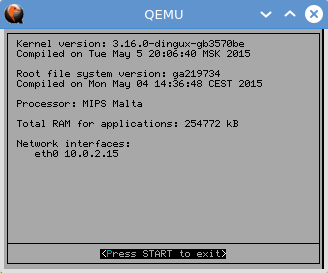 QEMU
Kernel version: 3.16.0-dingux-gb3570be
Compiled on Tue May 5 20:06:40 MSK 2015
Root file system version: ga219734
Compiled on Mon May 04 14:36:48 CEST 2015
Processor: MIPS Malta
Total RAM for applications: 254772 kB
Network interfaces:
eth0 10.0.2.15
<Press START to exit>